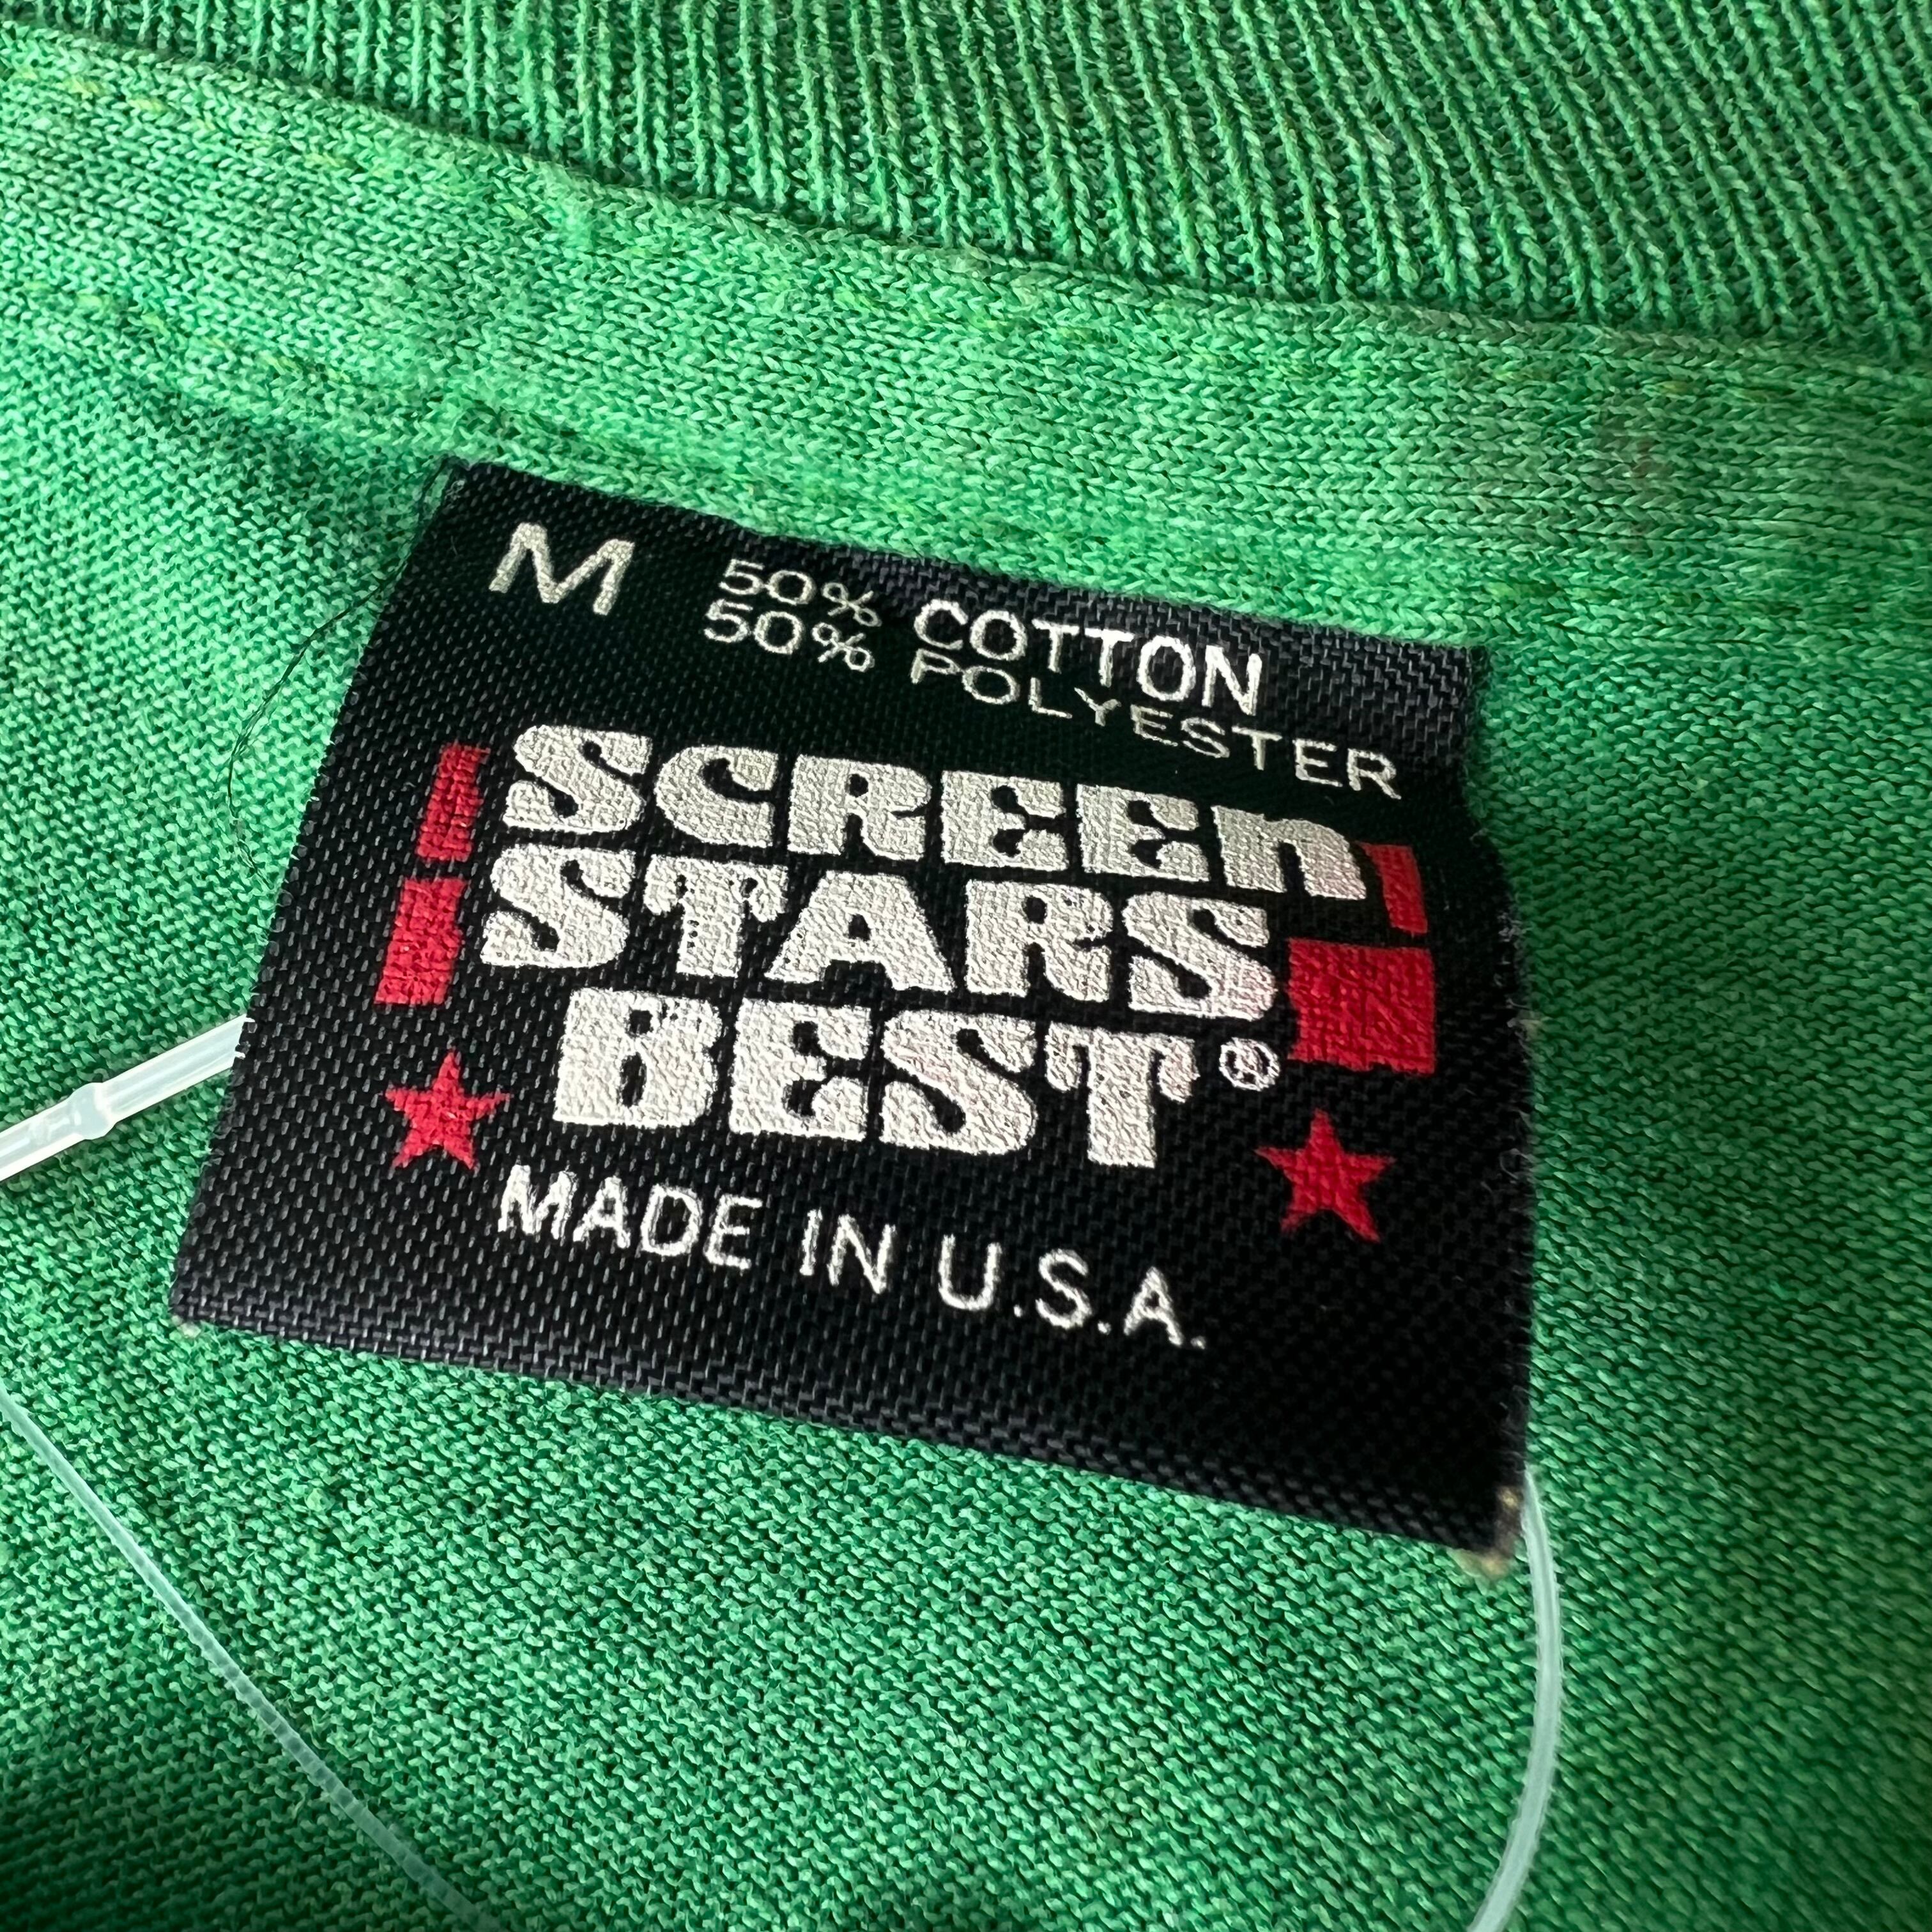 M 50% COTTON
50% POLYESTER
SCREEN
STARS
BEST®
MADE IN U.S.A.